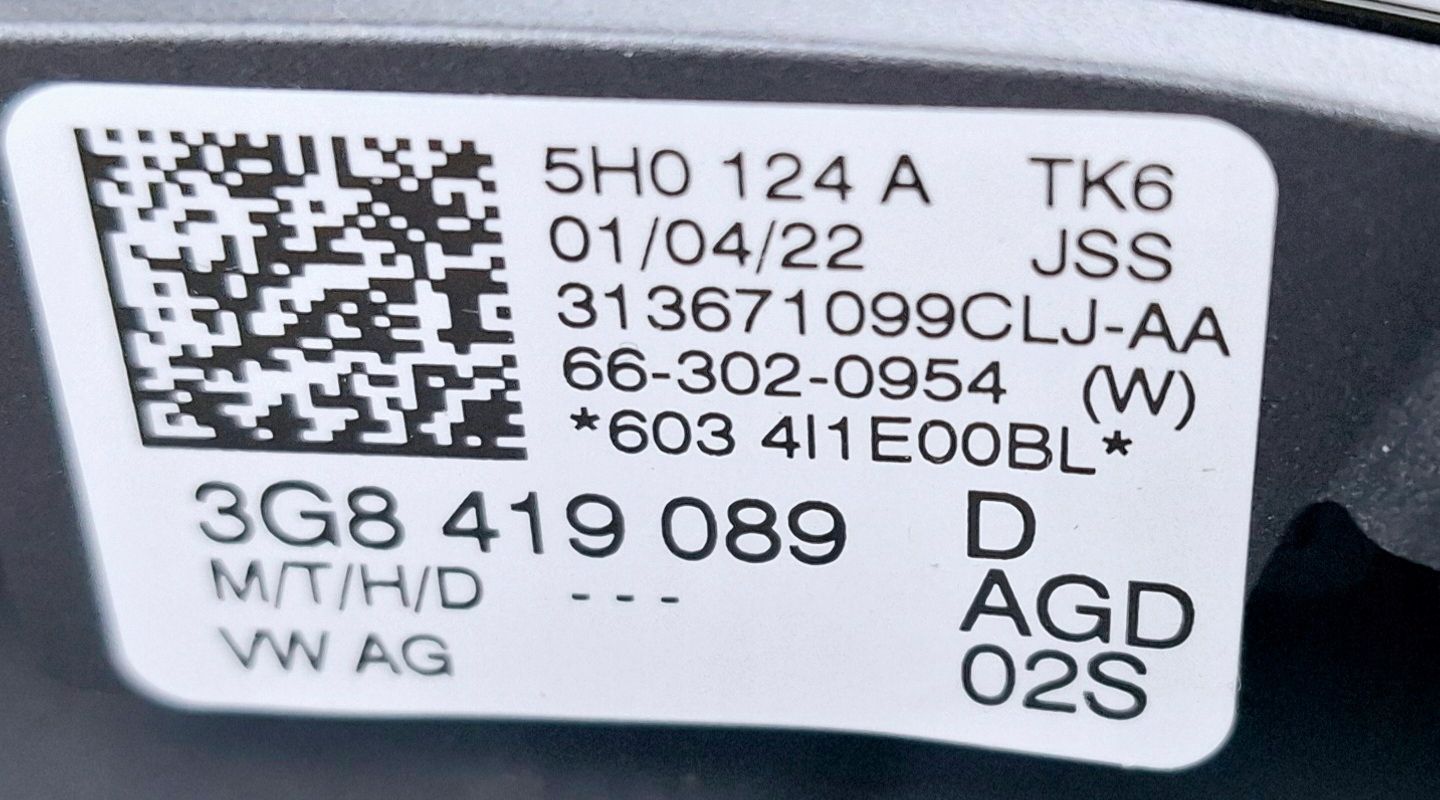 5H0 124 A TK6
01/04/22 JSS
313671099CLJ-AA
66-302-0954 (W)
*603 4I1E00BL*
3G8 419 089 D
M/T/H/D --- AGD
VW AG 02S